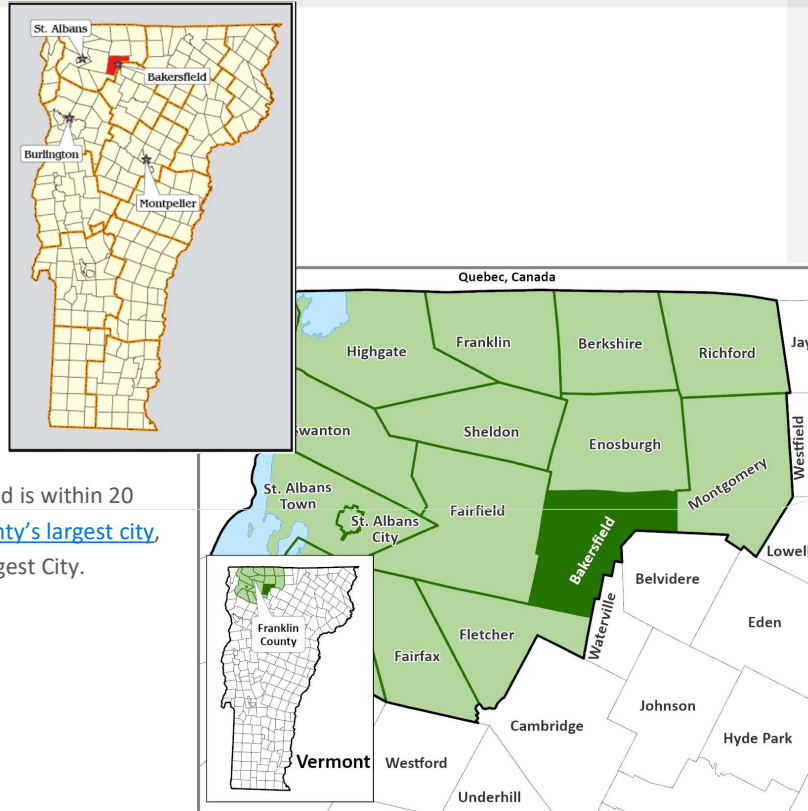 St. Albans
Bakersfield
Burlington
Montpelier
d is within 20
nty's largest city,
gest City.
Quebec, Canada
Highgate
Franklin
Berkshire
Richford
Jay
Swanton
Sheldon
Enosburgh
Montgomery
Westfield
St. Albans
Town
St. Albans
City
Fairfield
Bakersfield
Lowell
Belvidere
Waterville
Eden
Fletcher
Fairfax
Johnson
Cambridge
Hyde Park
Westford
Underhill
Franklin
County
Vermont